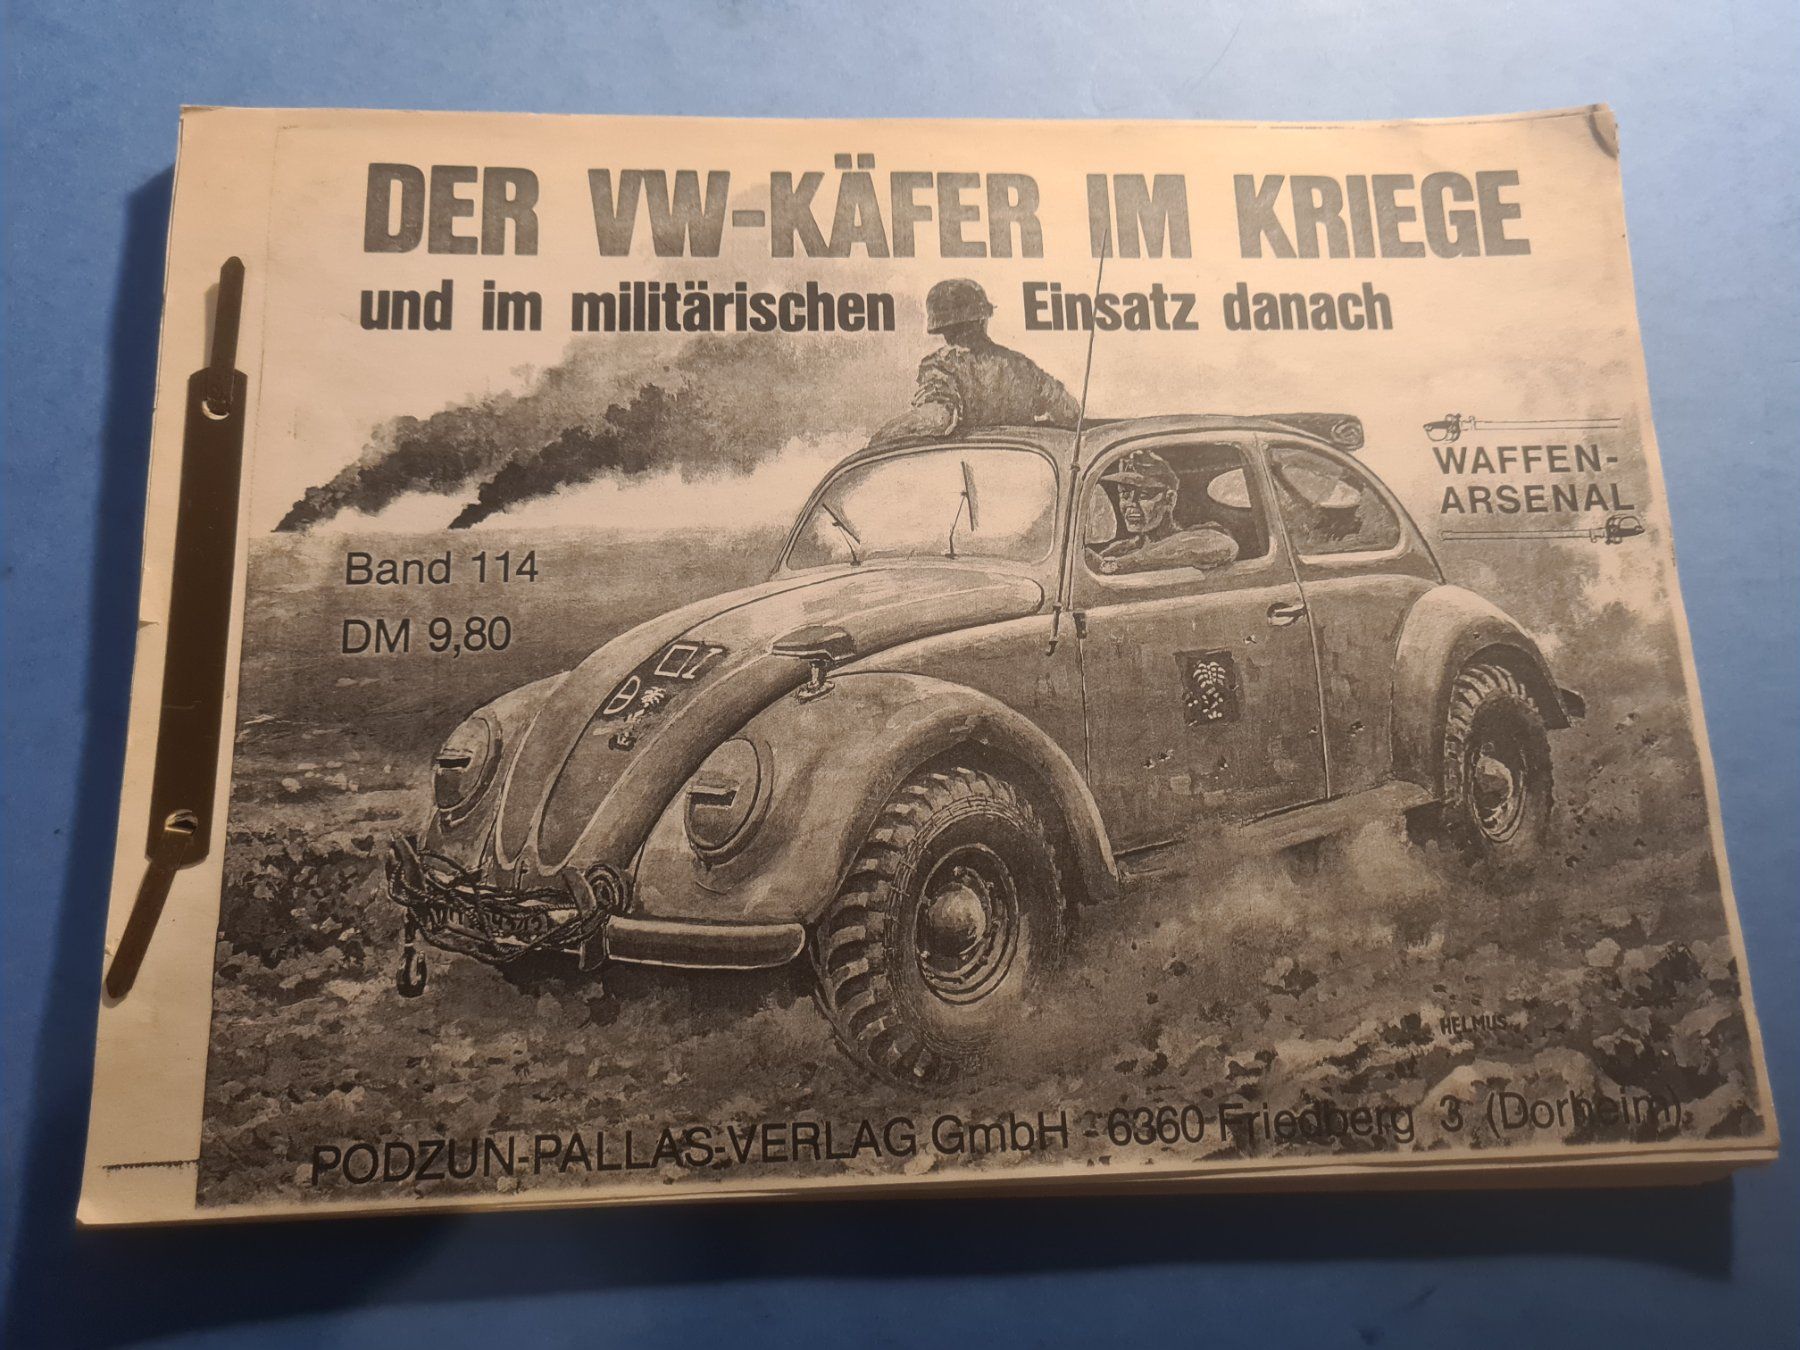 DER VW-KÄFER IM KRIEGE
und im militärischen Einsatz danach
WAFFEN-
ARSENAL
Band 114
DM 9,80
HELMUS
PODZUN-PALLAS-VERLAG GmbH - 6360 Friedberg 3 (Dorheim)